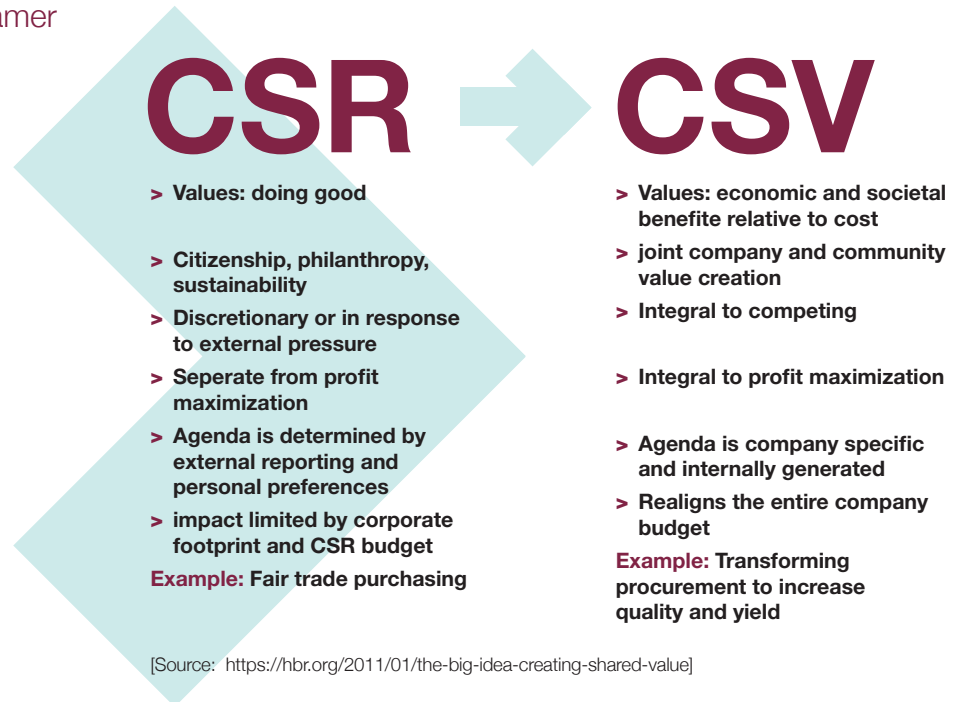 CSR
> Values: doing good
> Citizenship, philanthropy,
sustainability
> Discretionary or in response
to external pressure
> Seperate from profit
maximization
> Agenda is determined by
external reporting and
personal preferences
> impact limited by corporate
footprint and CSR budget
Example: Fair trade purchasing
CSV
> Values: economic and societal
benefite relative to cost
> joint company and community
value creation
> Integral to competing
> Integral to profit maximization
> Agenda is company specific
and internally generated
> Realigns the entire company
budget
Example: Transforming
procurement to increase
quality and yield
[Source: https://hbr.org/2011/01/the-big-idea-creating-shared-value]